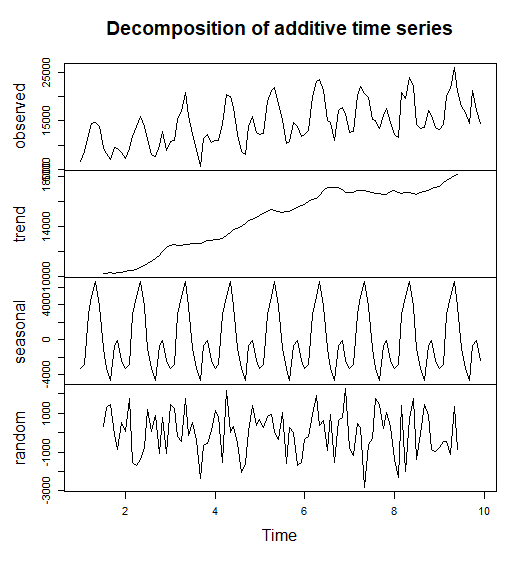 Decomposition of additive time series
observed
25000
15000
trend
14000
10000
seasonal
4000
0
-4000
random
1000
-1000
-3000
2 4 6 8 10
Time